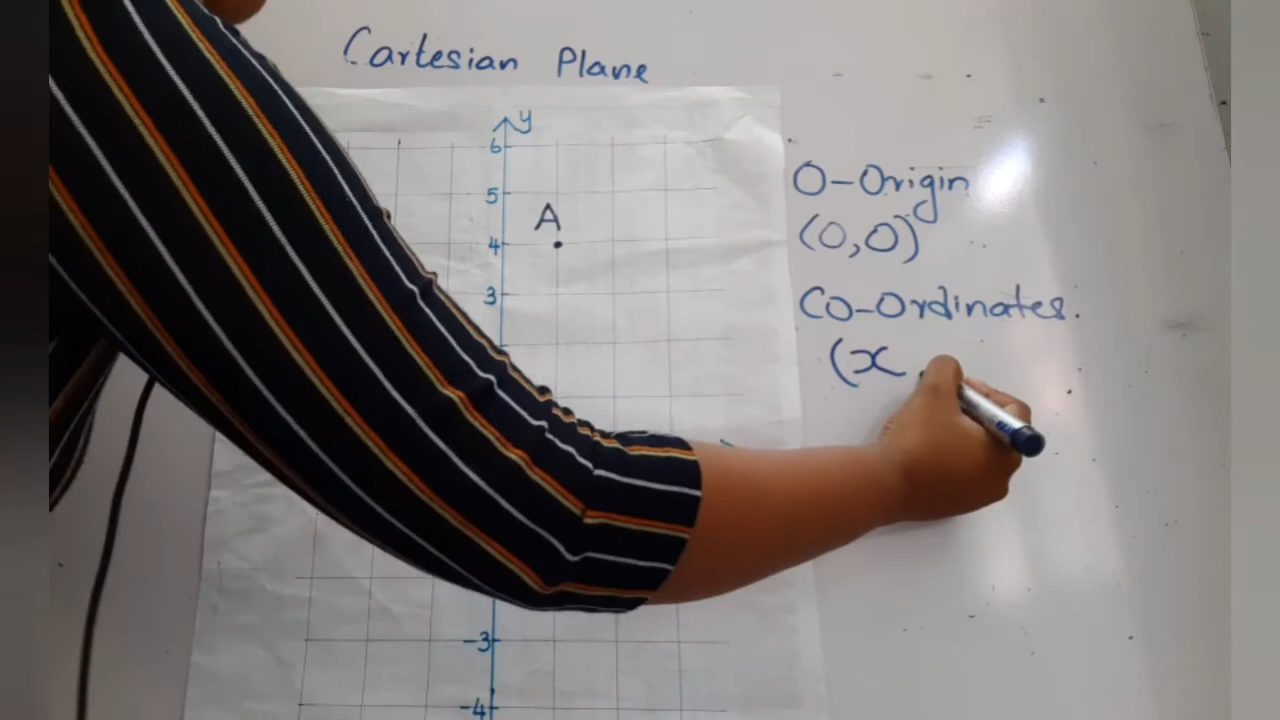 Cartesian Plane
y
6
5
A
4
3
-3
-4
O-Origin
(0,0)
CO-Ordinates.
(x